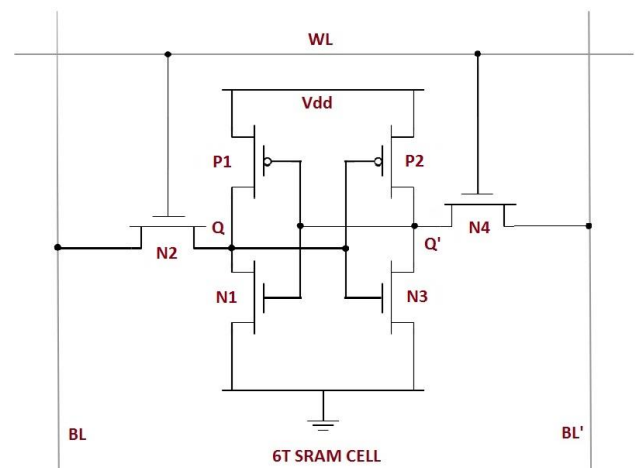 WL
Vdd
P1
P2
Q
N2
Q'
N4
N1
N3
BL
BL'
6T SRAM CELL